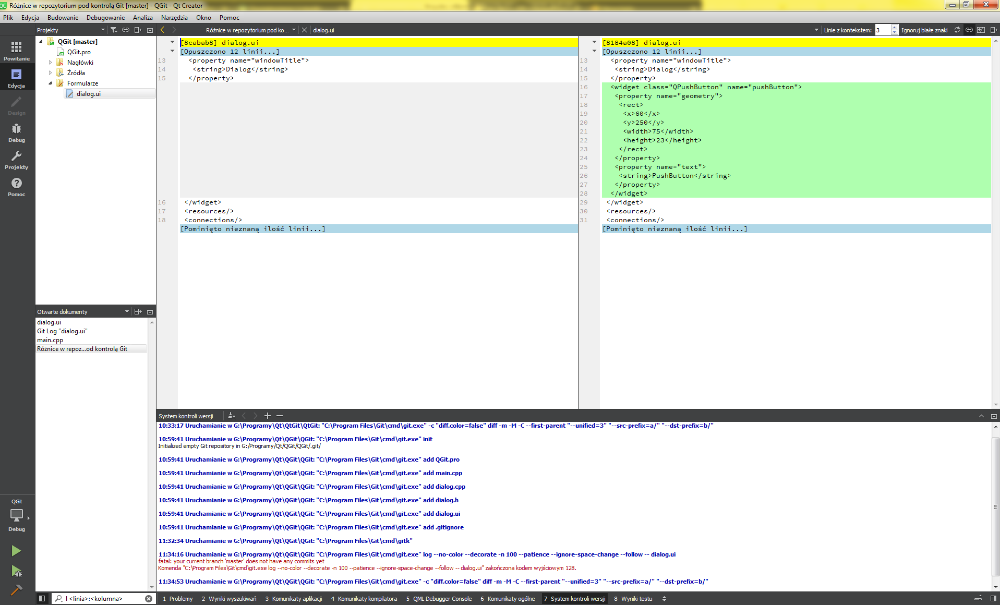 Różnice w repozytorium pod kontrolą Git [master] - QGit - Qt Creator
Plik Edycja Budowanie Debugowanie Analiza Narzędzia Okno Pomoc
Projekty
Różnice w repozytorium pod ko...
dialog.ui
Linie z kontekstem: 3
Ignoruj białe znaki
Powitanie
Edycja
Design
Debug
Projekty
Pomoc
QGit [master]
QGit.pro
Nagłówki
Źródła
Formularze
dialog.ui
Otwarte dokumenty
dialog.ui
Git Log "dialog.ui"
main.cpp
Różnice w repoz...od kontrolą Git
[8cabab8] dialog.ui
[Opuszczono 12 linii...]
13 <property name="windowTitle">
14 <string>Dialog</string>
15 </property>
16 </widget>
17 <resources/>
18 <connections/>
[Pominięto nieznaną ilość linii...]
[8184a08] dialog.ui
[Opuszczono 12 linii...]
13 <property name="windowTitle">
14 <string>Dialog</string>
15 </property>
16 <widget class="QPushButton" name="pushButton">
17 <property name="geometry">
18 <rect>
19 <x>60</x>
20 <y>250</y>
21 <width>75</width>
22 <height>23</height>
23 </rect>
24 </property>
25 <property name="text">
26 <string>PushButton</string>
27 </property>
28 </widget>
29 </widget>
30 <resources/>
31 <connections/>
[Pominięto nieznaną ilość linii...]
System kontroli wersji
10:33:17 Uruchamianie w G:\Programy\Qt\QtGit\QtGit: "C:\Program Files\Git\cmd\git.exe" -c "diff.color=false" diff -m -M -C --first-parent "--unified=3" "--src-prefix=a/" "--dst-prefix=b/"
10:59:41 Uruchamianie w G:\Programy\Qt\QGit\QGit: "C:\Program Files\Git\cmd\git.exe" init
Initialized empty Git repository in G:/Programy/Qt/QGit/QGit/.git/
10:59:41 Uruchamianie w G:\Programy\Qt\QGit\QGit: "C:\Program Files\Git\cmd\git.exe" add QGit.pro
10:59:41 Uruchamianie w G:\Programy\Qt\QGit\QGit: "C:\Program Files\Git\cmd\git.exe" add main.cpp
10:59:41 Uruchamianie w G:\Programy\Qt\QGit\QGit: "C:\Program Files\Git\cmd\git.exe" add dialog.cpp
10:59:41 Uruchamianie w G:\Programy\Qt\QGit\QGit: "C:\Program Files\Git\cmd\git.exe" add dialog.h
10:59:41 Uruchamianie w G:\Programy\Qt\QGit\QGit: "C:\Program Files\Git\cmd\git.exe" add dialog.ui
10:59:41 Uruchamianie w G:\Programy\Qt\QGit\QGit: "C:\Program Files\Git\cmd\git.exe" add .gitignore
11:32:34 Uruchamianie w G:\Programy\Qt\QGit\QGit: "C:\Program Files\Git\cmd\gitk"
11:34:16 Uruchamianie w G:\Programy\Qt\QGit\QGit: "C:\Program Files\Git\cmd\git.exe" log --no-color --decorate -n 100 --patience --ignore-space-change --follow -- dialog.ui
fatal: your current branch 'master' does not have any commits yet
Komenda "C:\Program Files\Git\cmd\git.exe log --no-color --decorate -n 100 --patience --ignore-space-change --follow -- dialog.ui" zakończona kodem wyjściowym 128.
11:34:53 Uruchamianie w G:\Programy\Qt\QGit\QGit: "C:\Program Files\Git\cmd\git.exe" -c "diff.color=false" diff -m -M -C --first-parent "--unified=3" "--src-prefix=a/" "--dst-prefix=b/"
QGit
Debug
l <linia>:<kolumna>
1 Problemy 2 Wyniki wyszukiwań 3 Komunikaty aplikacji 4 Komunikaty kompilatora 5 QML Debugger Console 6 Komunikaty ogólne 7 System kontroli wersji 8 Wyniki testu